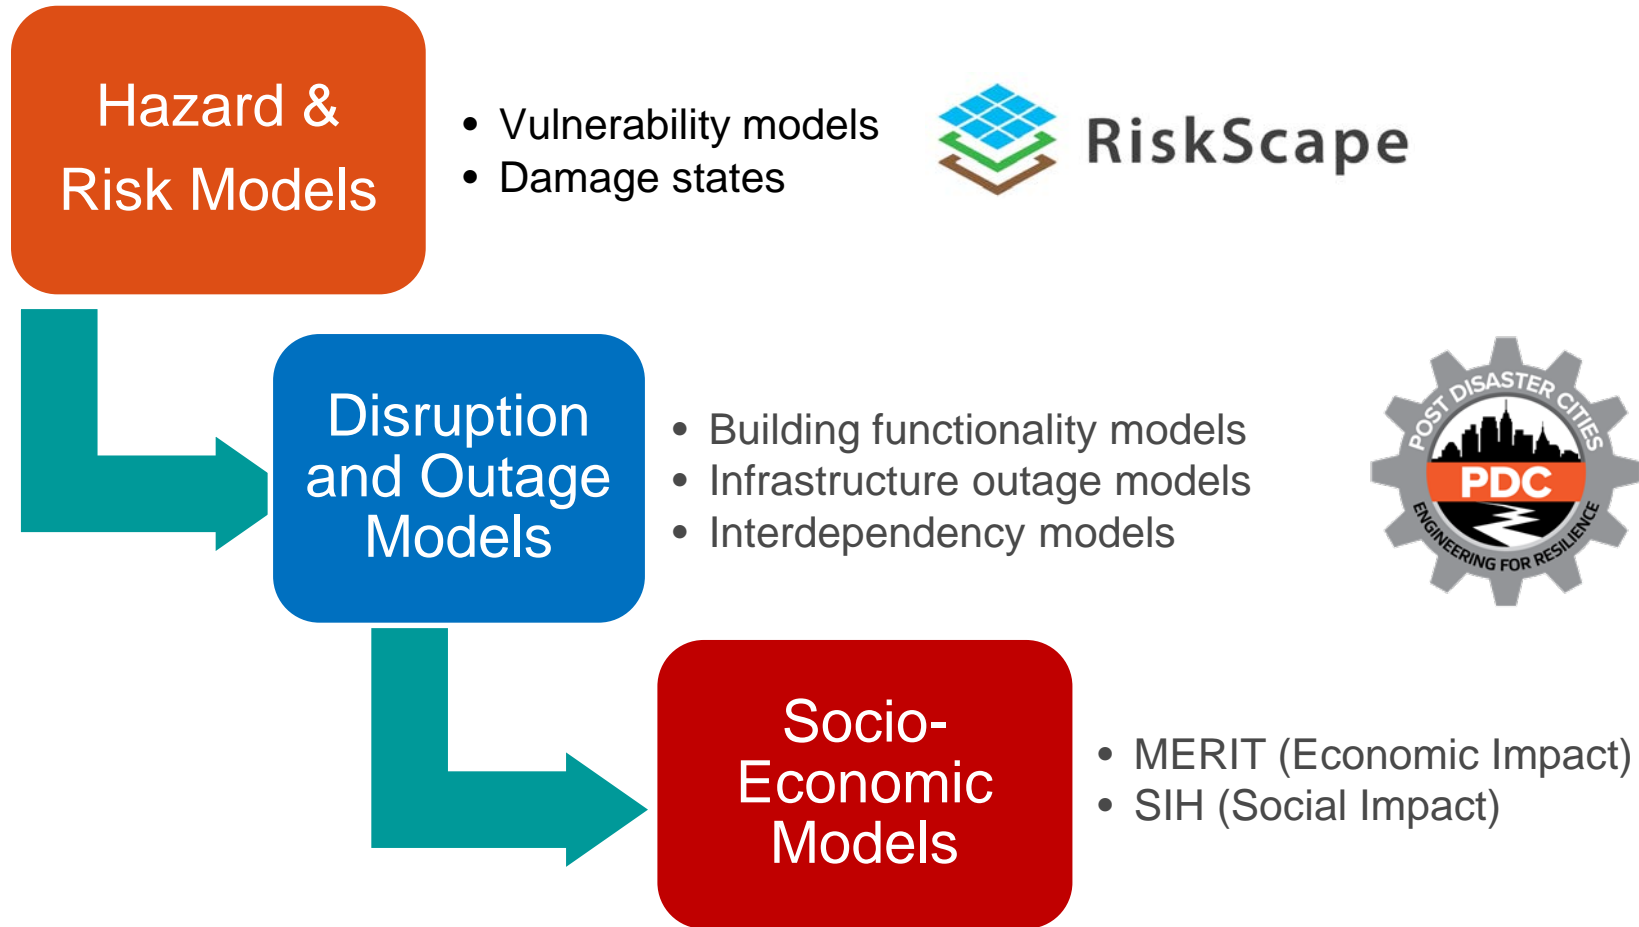 Hazard &
Risk Models
• Vulnerability models
• Damage states
RiskScape
Disruption
and Outage
Models
• Building functionality models
• Infrastructure outage models
• Interdependency models
POST DISASTER CITIES
PDC
ENGINEERING FOR RESILIENCE
Socio-
Economic
Models
• MERIT (Economic Impact)
• SIH (Social Impact)